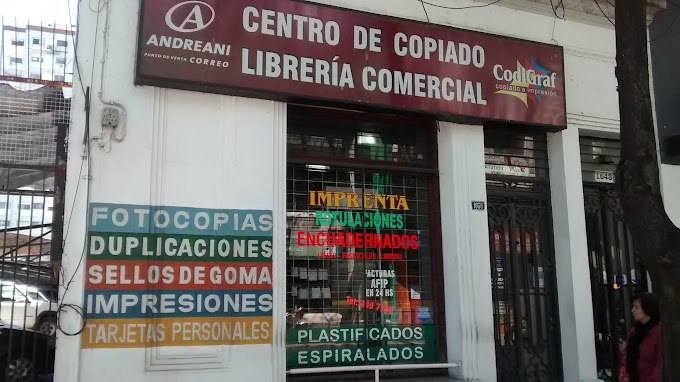 ANDREANI
PUNTO DE VENTA CORREO
CENTRO DE COPIADO
LIBRERÍA COMERCIAL
CodiGraf
copiado e impresión
FOTOCOPIAS
DUPLICACIONES
SELLOS DE GOMA
IMPRESIONES
TARJETAS PERSONALES
IMPRENTA
ROTULACIONES
ENCUADERNADOS
FACTURAS
AFIP
EN 24 HS
PLASTIFICADOS
ESPIRALADOS